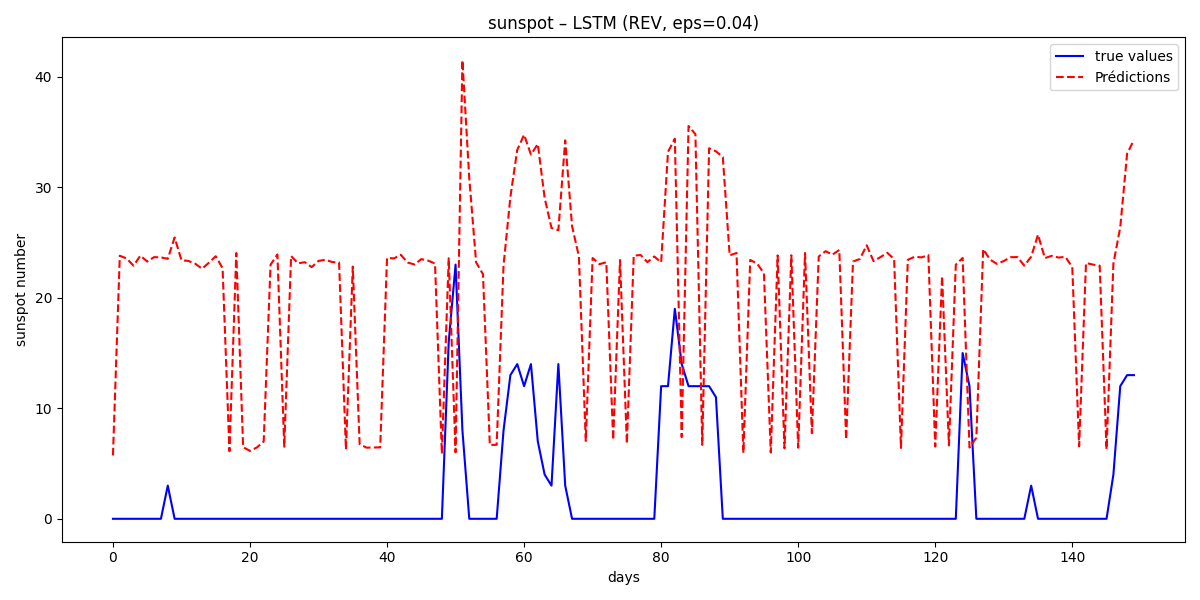 sunspot – LSTM (REV, eps=0.04)
true values
Prédictions
sunspot number
40
30
20
10
0
0 20 40 60 80 100 120 140
days